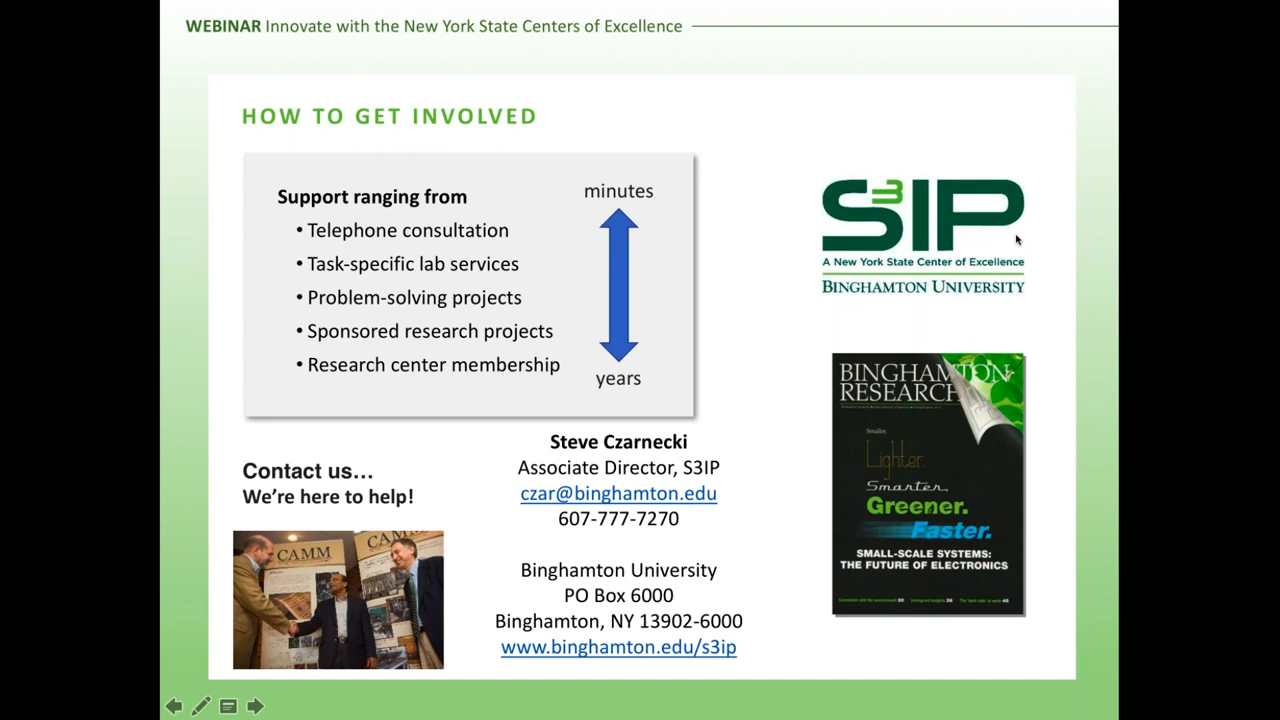 WEBINAR Innovate with the New York State Centers of Excellence
HOW TO GET INVOLVED
Support ranging from
• Telephone consultation
• Task-specific lab services
• Problem-solving projects
• Sponsored research projects
• Research center membership
minutes
years
S3IP
A New York State Center of Excellence
BINGHAMTON UNIVERSITY
Contact us...
We're here to help!
CAMM
CAMM
Steve Czarnecki
Associate Director, S3IP
czar@binghamton.edu
607-777-7270
Binghamton University
PO Box 6000
Binghamton, NY 13902-6000
www.binghamton.edu/s3ip
BINGHAMTON
RESEARCH
Smaller.
Lighter.
Smarter.
Greener.
Faster.
SMALL-SCALE SYSTEMS:
THE FUTURE OF ELECTRONICS